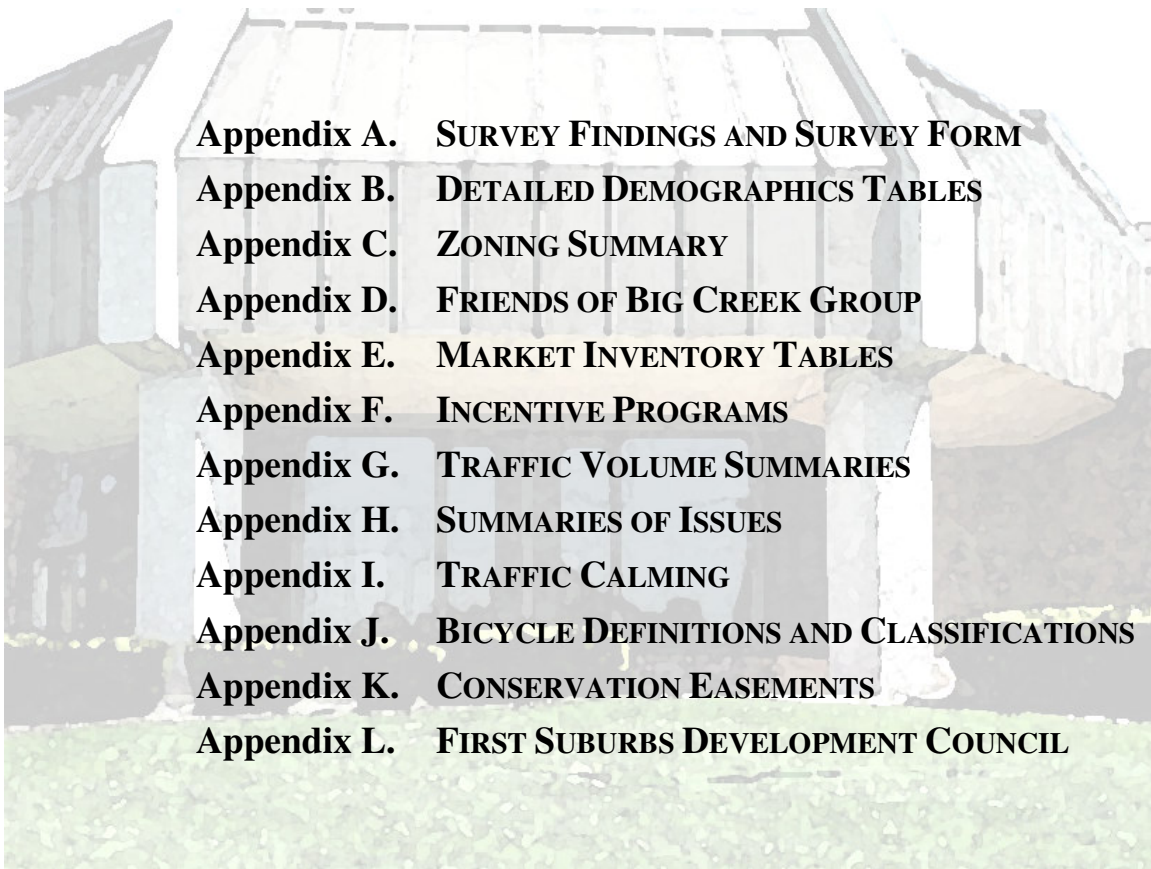 Appendix A. SURVEY FINDINGS AND SURVEY FORM
Appendix B. DETAILED DEMOGRAPHICS TABLES
Appendix C. ZONING SUMMARY
Appendix D. FRIENDS OF BIG CREEK GROUP
Appendix E. MARKET INVENTORY TABLES
Appendix F. INCENTIVE PROGRAMS
Appendix G. TRAFFIC VOLUME SUMMARIES
Appendix H. SUMMARIES OF ISSUES
Appendix I. TRAFFIC CALMING
Appendix J. BICYCLE DEFINITIONS AND CLASSIFICATIONS
Appendix K. CONSERVATION EASEMENTS
Appendix L. FIRST SUBURBS DEVELOPMENT COUNCIL